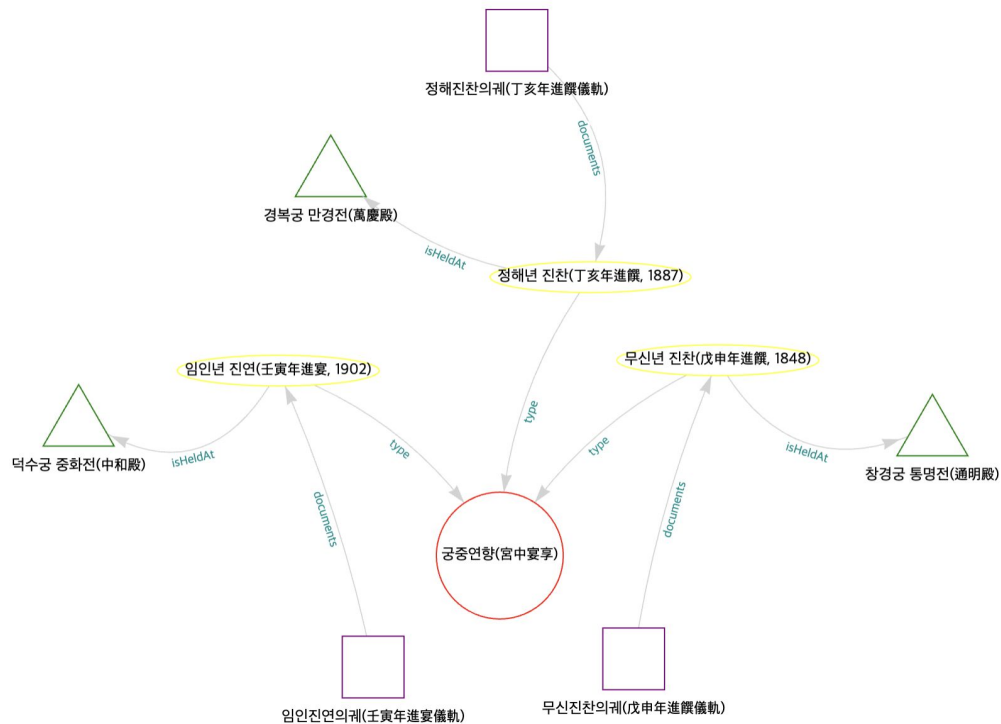 정해진찬의궤(丁亥年進饌儀軌)
documents
경복궁 만경전(萬慶殿)
isHeldAt
정해년 진찬(丁亥年進饌, 1887)
임인년 진연(壬寅年進宴, 1902)
무신년 진찬(戊申年進饌, 1848)
type
덕수궁 중화전(中和殿)
isHeldAt
type
type
isHeldAt
창경궁 통명전(通明殿)
documents
documents
궁중연향(宮中宴享)
임인진연의궤(壬寅年進宴儀軌)
무신진찬의궤(戊申年進饌儀軌)